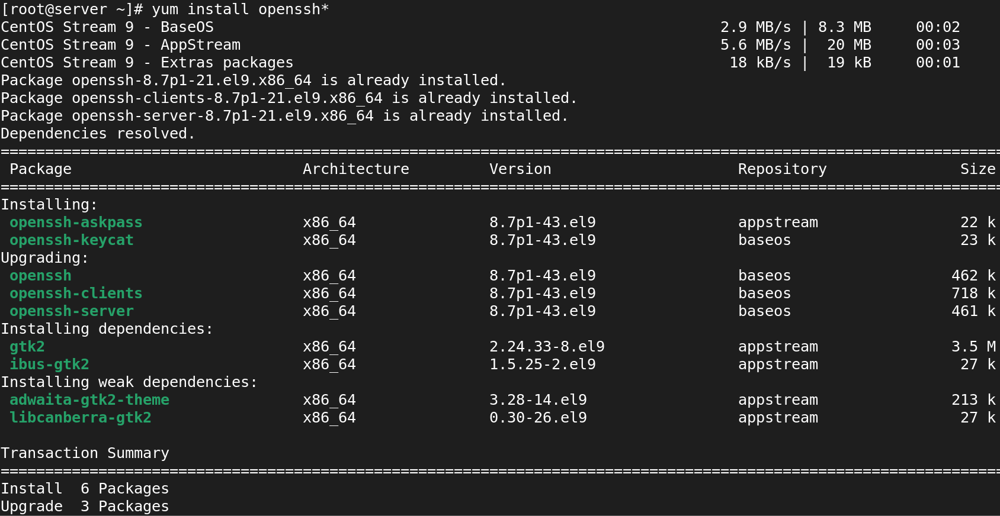 [root@server ~]# yum install openssh*
CentOS Stream 9 - BaseOS 2.9 MB/s | 8.3 MB 00:02
CentOS Stream 9 - AppStream 5.6 MB/s | 20 MB 00:03
CentOS Stream 9 - Extras packages 18 kB/s | 19 kB 00:01
Package openssh-8.7p1-21.el9.x86_64 is already installed.
Package openssh-clients-8.7p1-21.el9.x86_64 is already installed.
Package openssh-server-8.7p1-21.el9.x86_64 is already installed.
Dependencies resolved.
================================================================================================================
Package Architecture Version Repository Size
================================================================================================================
Installing:
openssh-askpass x86_64 8.7p1-43.el9 appstream 22 k
openssh-keycat x86_64 8.7p1-43.el9 baseos 23 k
Upgrading:
openssh x86_64 8.7p1-43.el9 baseos 462 k
openssh-clients x86_64 8.7p1-43.el9 baseos 718 k
openssh-server x86_64 8.7p1-43.el9 baseos 461 k
Installing dependencies:
gtk2 x86_64 2.24.33-8.el9 appstream 3.5 M
ibus-gtk2 x86_64 1.5.25-2.el9 appstream 27 k
Installing weak dependencies:
adwaita-gtk2-theme x86_64 3.28-14.el9 appstream 213 k
libcanberra-gtk2 x86_64 0.30-26.el9 appstream 27 k
Transaction Summary
================================================================================================================
Install 6 Packages
Upgrade 3 Packages